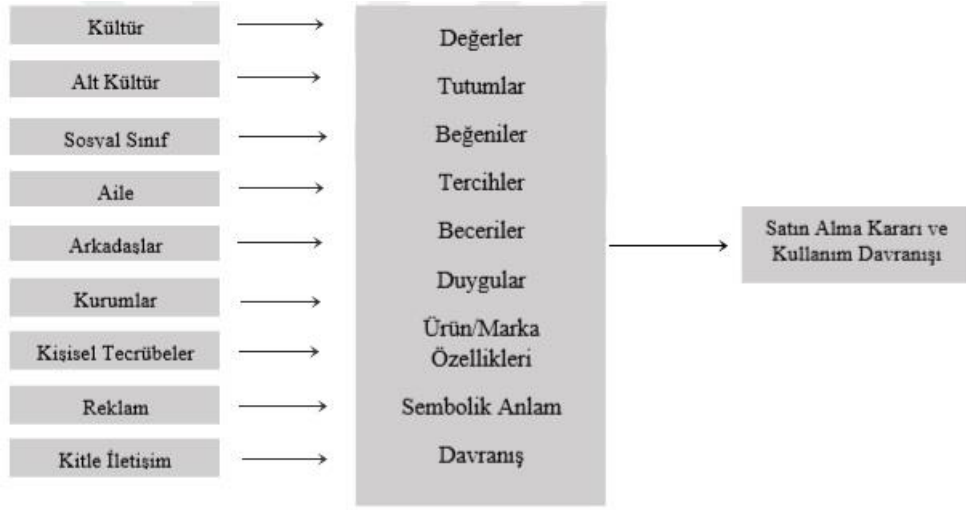 Kültür
Alt Kültür
Sosyal Sınıf
Aile
Arkadaşlar
Kurumlar
Kişisel Tecrübeler
Reklam
Kitle İletişim
Değerler
Tutumlar
Beğeniler
Tercihler
Beceriler
Duygular
Ürün/Marka
Özellikleri
Sembolik Anlam
Davranış
Satın Alma Kararı ve
Kullanım Davranışı